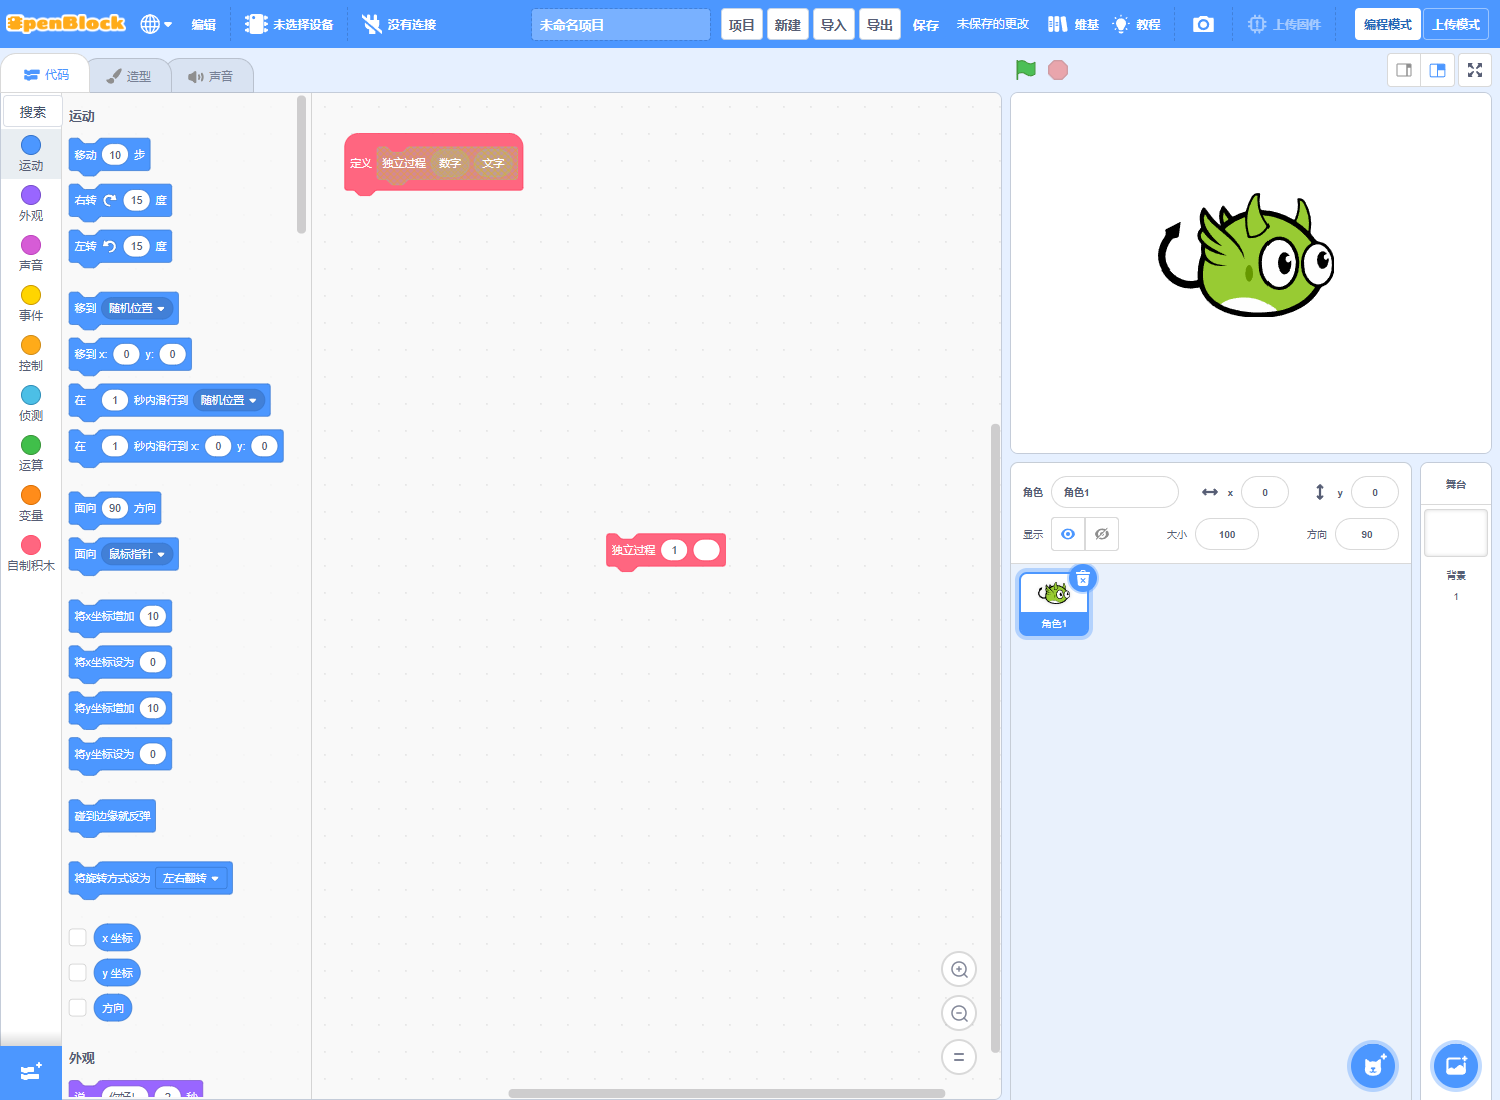 OpenBlock
编辑
未选择设备
没有连接
未命名项目
项目
新建
导入
导出
保存
未保存的更改
维基
教程
上传固件
编程模式
上传模式
代码
造型
声音
搜索
运动
外观
声音
事件
控制
侦测
运算
变量
自制积木
运动
移动 10 步
右转 15 度
左转 15 度
移到 随机位置
移到 x: 0 y: 0
在 1 秒内滑行到 随机位置
在 1 秒内滑行到 x: 0 y: 0
面向 90 方向
面向 鼠标指针
将x坐标增加 10
将x坐标设为 0
将y坐标增加 10
将y坐标设为 0
碰到边缘就反弹
将旋转方式设为 左右翻转
x 坐标
y 坐标
方向
外观
说 你好! 2 秒
定义 独立过程 数字 文字
独立过程 1
角色 角色1 x 0 y 0
显示 大小 100 方向 90
角色1
舞台
背景
1